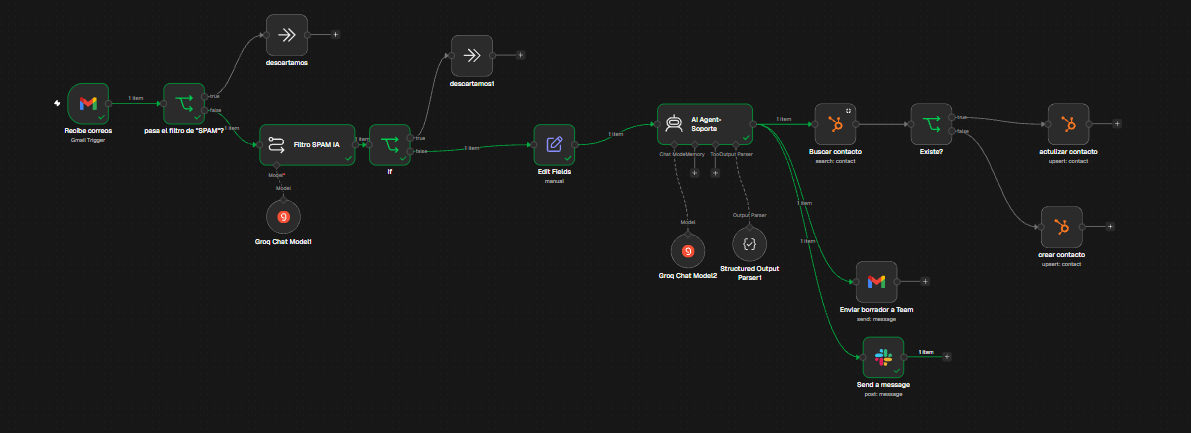 descartamos
descartamos1
1 item
true
false
1 item
Recibe correos
Gmail Trigger
pasa el filtro de "SPAM"?
Filtro SPAM IA
1 item
true
false
If
Model*
Model
Groq Chat Model1
1 item
Edit Fields
manual
1 item
AI Agent-
Soporte
Chat Model
Memory
Tool
Output Parser
Model
Groq Chat Model2
Output Parser
Structured Output
Parser1
1 item
Buscar contacto
search: contact
true
false
Existe?
actulizar contacto
upsert: contact
crear contacto
upsert: contact
1 item
1 item
Enviar borrador a Team
send: message
1 item
Send a message
post: message